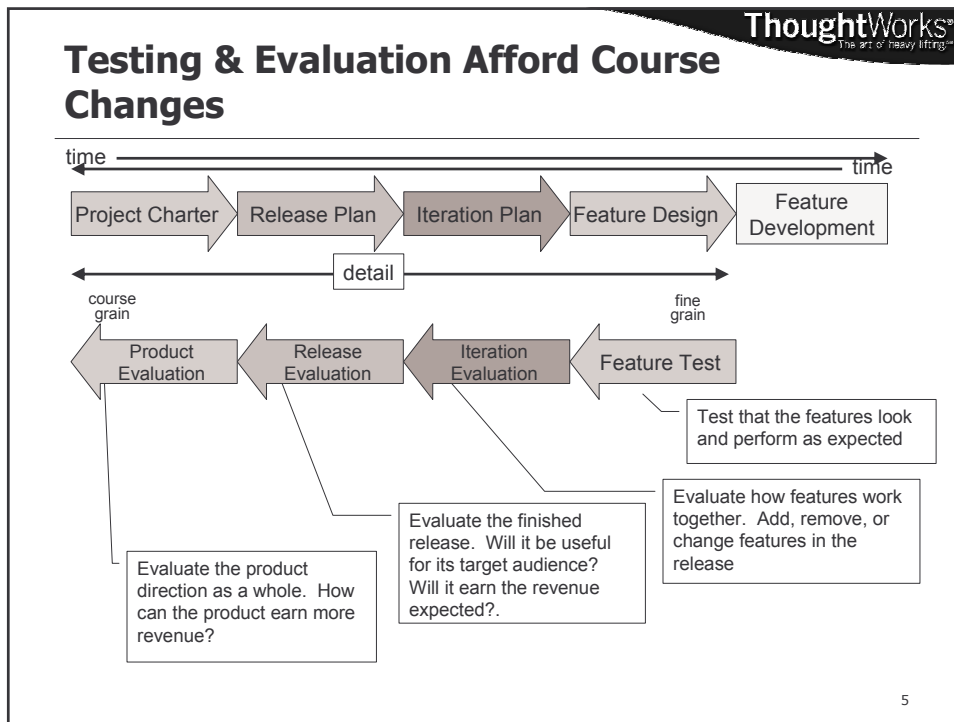 ThoughtWorks®
The art of heavy lifting.℠
Testing & Evaluation Afford Course
Changes
time
time
Project Charter
Release Plan
Iteration Plan
Feature Design
Feature
Development
detail
course
grain
fine
grain
Product
Evaluation
Release
Evaluation
Iteration
Evaluation
Feature Test
Test that the features look
and perform as expected
Evaluate how features work
together. Add, remove, or
change features in the
release
Evaluate the finished
release. Will it be useful
for its target audience?
Will it earn the revenue
expected?.
Evaluate the product
direction as a whole. How
can the product earn more
revenue?
5